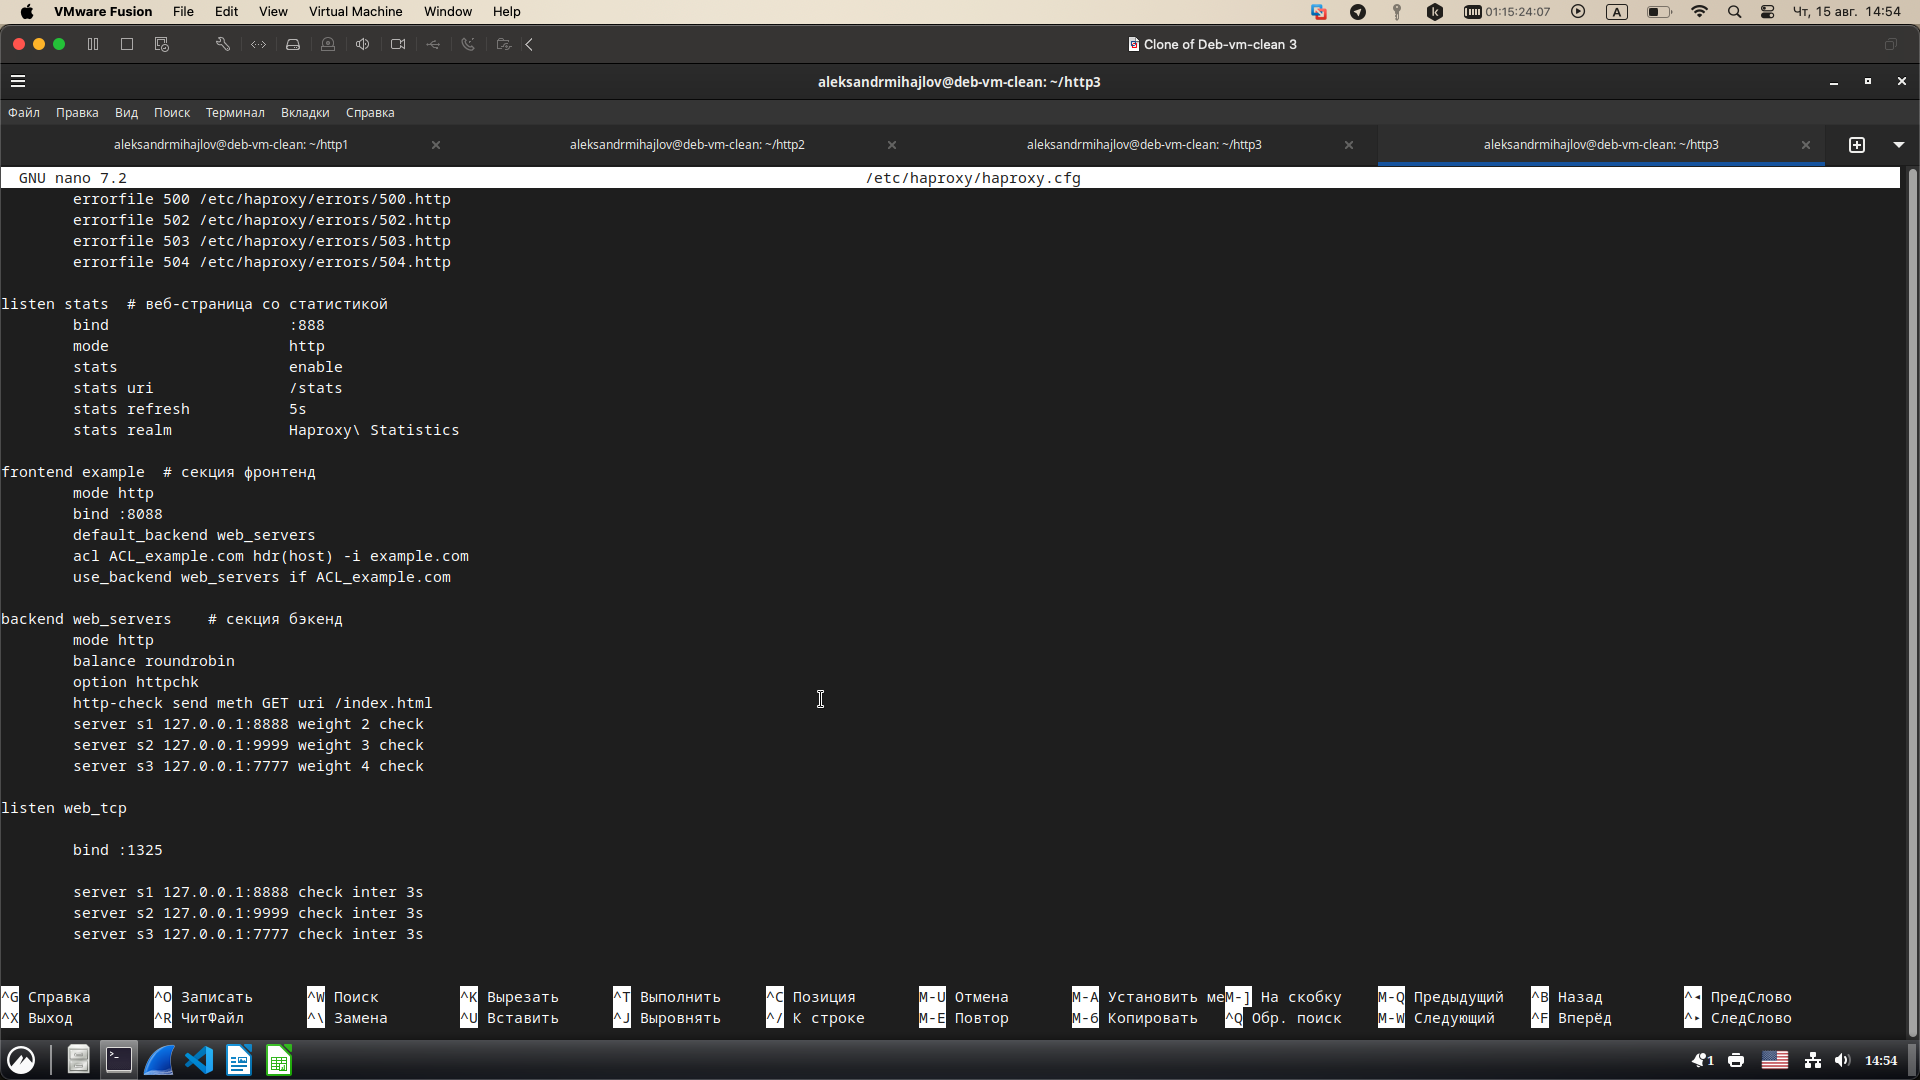 VMware Fusion File Edit View Virtual Machine Window Help 01:15:24:07 A Чт, 15 авг. 14:54
Clone of Deb-vm-clean 3
aleksandrmihajlov@deb-vm-clean: ~/http3
Файл Правка Вид Поиск Терминал Вкладки Справка
aleksandrmihajlov@deb-vm-clean: ~/http1 aleksandrmihajlov@deb-vm-clean: ~/http2 aleksandrmihajlov@deb-vm-clean: ~/http3 aleksandrmihajlov@deb-vm-clean: ~/http3
GNU nano 7.2 /etc/haproxy/haproxy.cfg
errorfile 500 /etc/haproxy/errors/500.http
errorfile 502 /etc/haproxy/errors/502.http
errorfile 503 /etc/haproxy/errors/503.http
errorfile 504 /etc/haproxy/errors/504.http
listen stats # веб-страница со статистикой
bind :888
mode http
stats enable
stats uri /stats
stats refresh 5s
stats realm Haproxy\ Statistics
frontend example # секция фронтенд
mode http
bind :8088
default_backend web_servers
acl ACL_example.com hdr(host) -i example.com
use_backend web_servers if ACL_example.com
backend web_servers # секция бэкенд
mode http
balance roundrobin
option httpchk
http-check send meth GET uri /index.html
server s1 127.0.0.1:8888 weight 2 check
server s2 127.0.0.1:9999 weight 3 check
server s3 127.0.0.1:7777 weight 4 check
listen web_tcp
bind :1325
server s1 127.0.0.1:8888 check inter 3s
server s2 127.0.0.1:9999 check inter 3s
server s3 127.0.0.1:7777 check inter 3s
^G Справка ^O Записать ^W Поиск ^K Вырезать ^T Выполнить ^C Позиция M-U Отмена M-A Установить ме M-] На скобку M-Q Предыдущий ^B Назад ^◂ ПредСлово
^X Выход ^R ЧитФайл ^\ Замена ^U Вставить ^J Выровнять ^/ К строке M-E Повтор M-6 Копировать ^Q Обр. поиск M-W Следующий ^F Вперёд ^▸ СледСлово
1 14:54